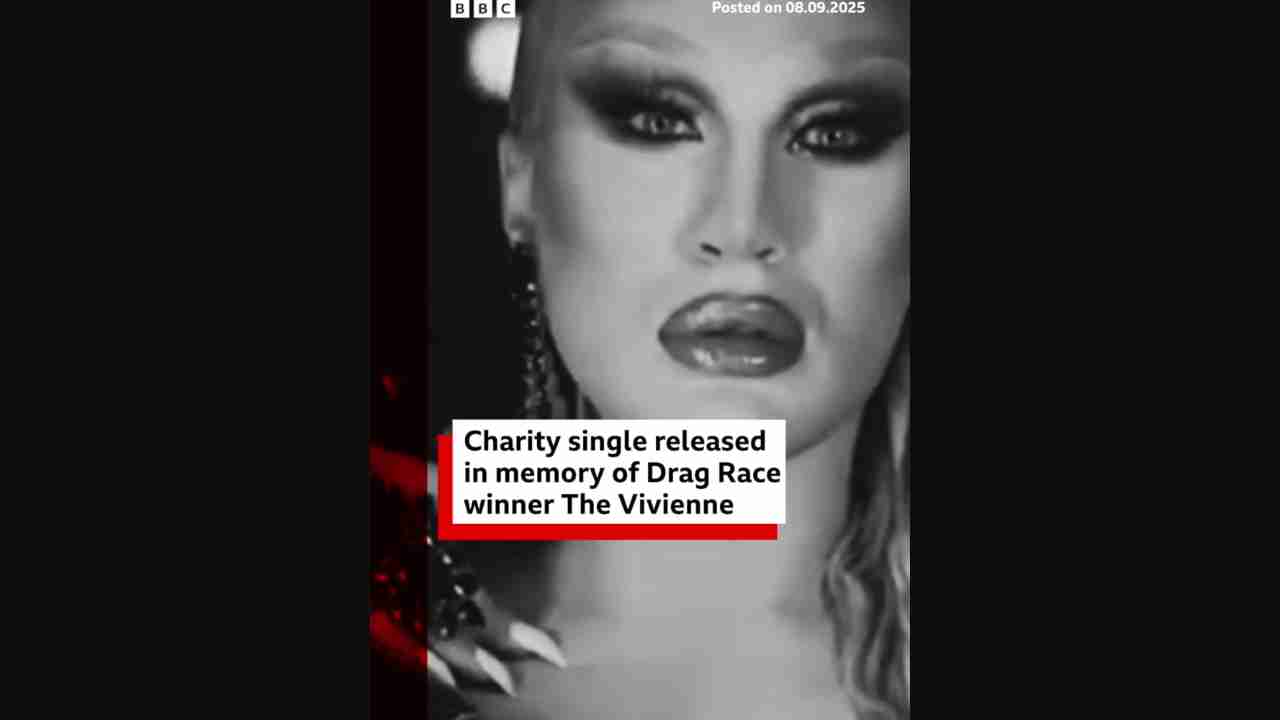 BBC
Posted on 08.09.2025
Charity single released
in memory of Drag Race
winner The Vivienne